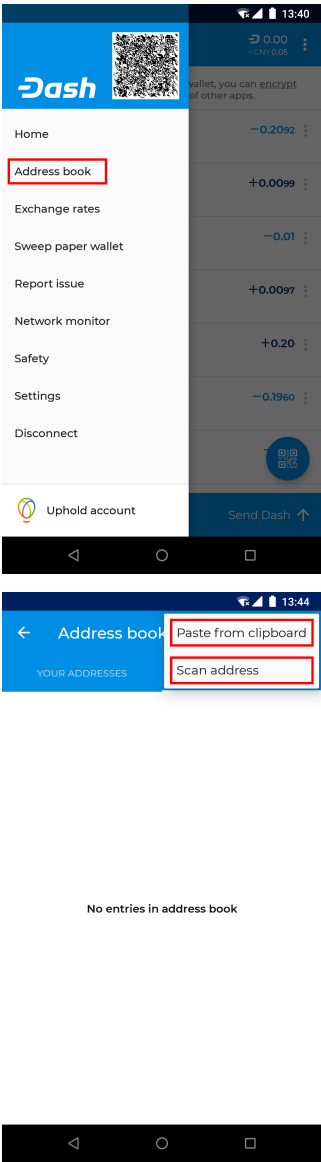 13:40
Dash
0.00
≈ CNY 0.05
wallet, you can encrypt
of other apps.
Home
−0.2092
Address book
+0.0099
Exchange rates
Sweep paper wallet
−0.01
Report issue
+0.0097
Network monitor
Safety
+0.20
Settings
−0.1960
Disconnect
Uphold account
Send Dash
13:44
Address book
Paste from clipboard
YOUR ADDRESSES
Scan address
No entries in address book